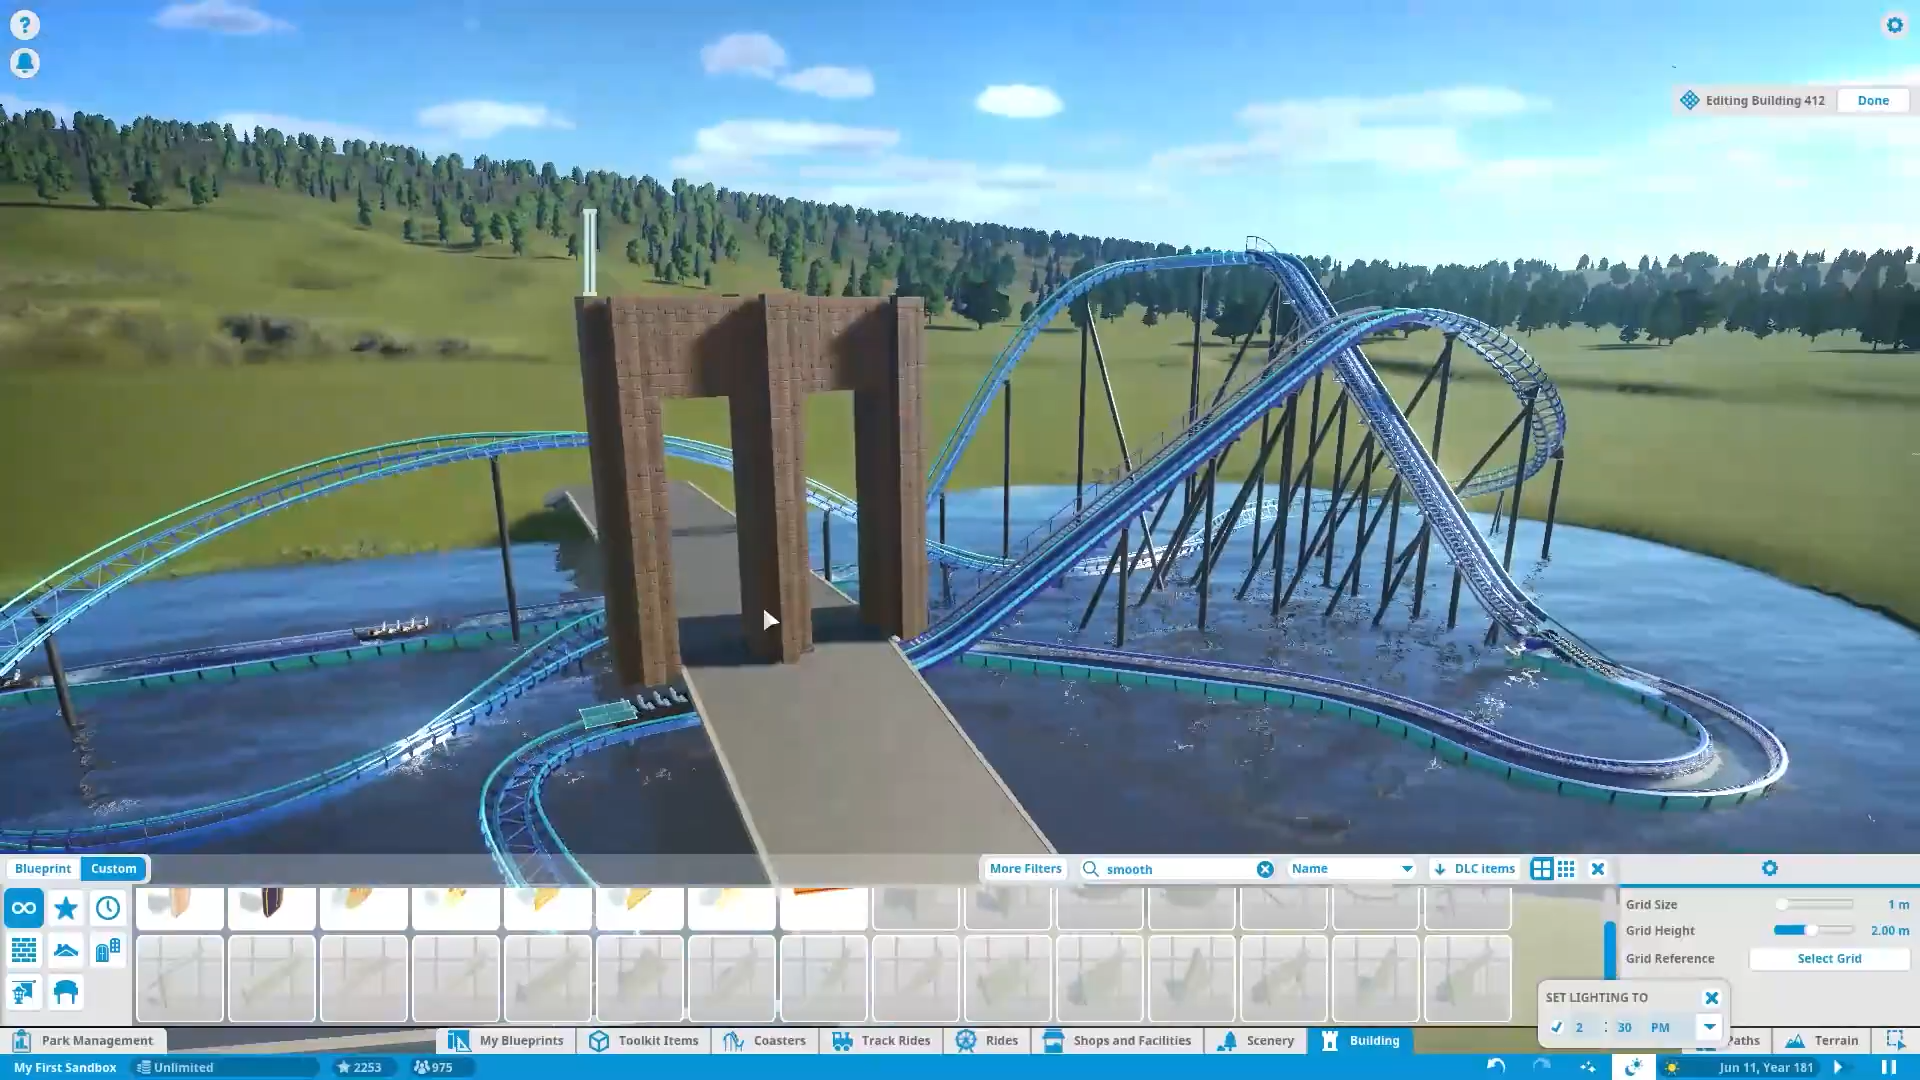 ?
Editing Building 412
Done
Blueprint
Custom
More Filters
smooth
Name
DLC items
Grid Size
1 m
Grid Height
2.00 m
Grid Reference
Select Grid
SET LIGHTING TO
2 : 30 PM
Park Management
My Blueprints
Toolkit Items
Coasters
Track Rides
Rides
Shops and Facilities
Scenery
Building
Paths
Terrain
My First Sandbox
Unlimited
2253
975
Jun 11, Year 181